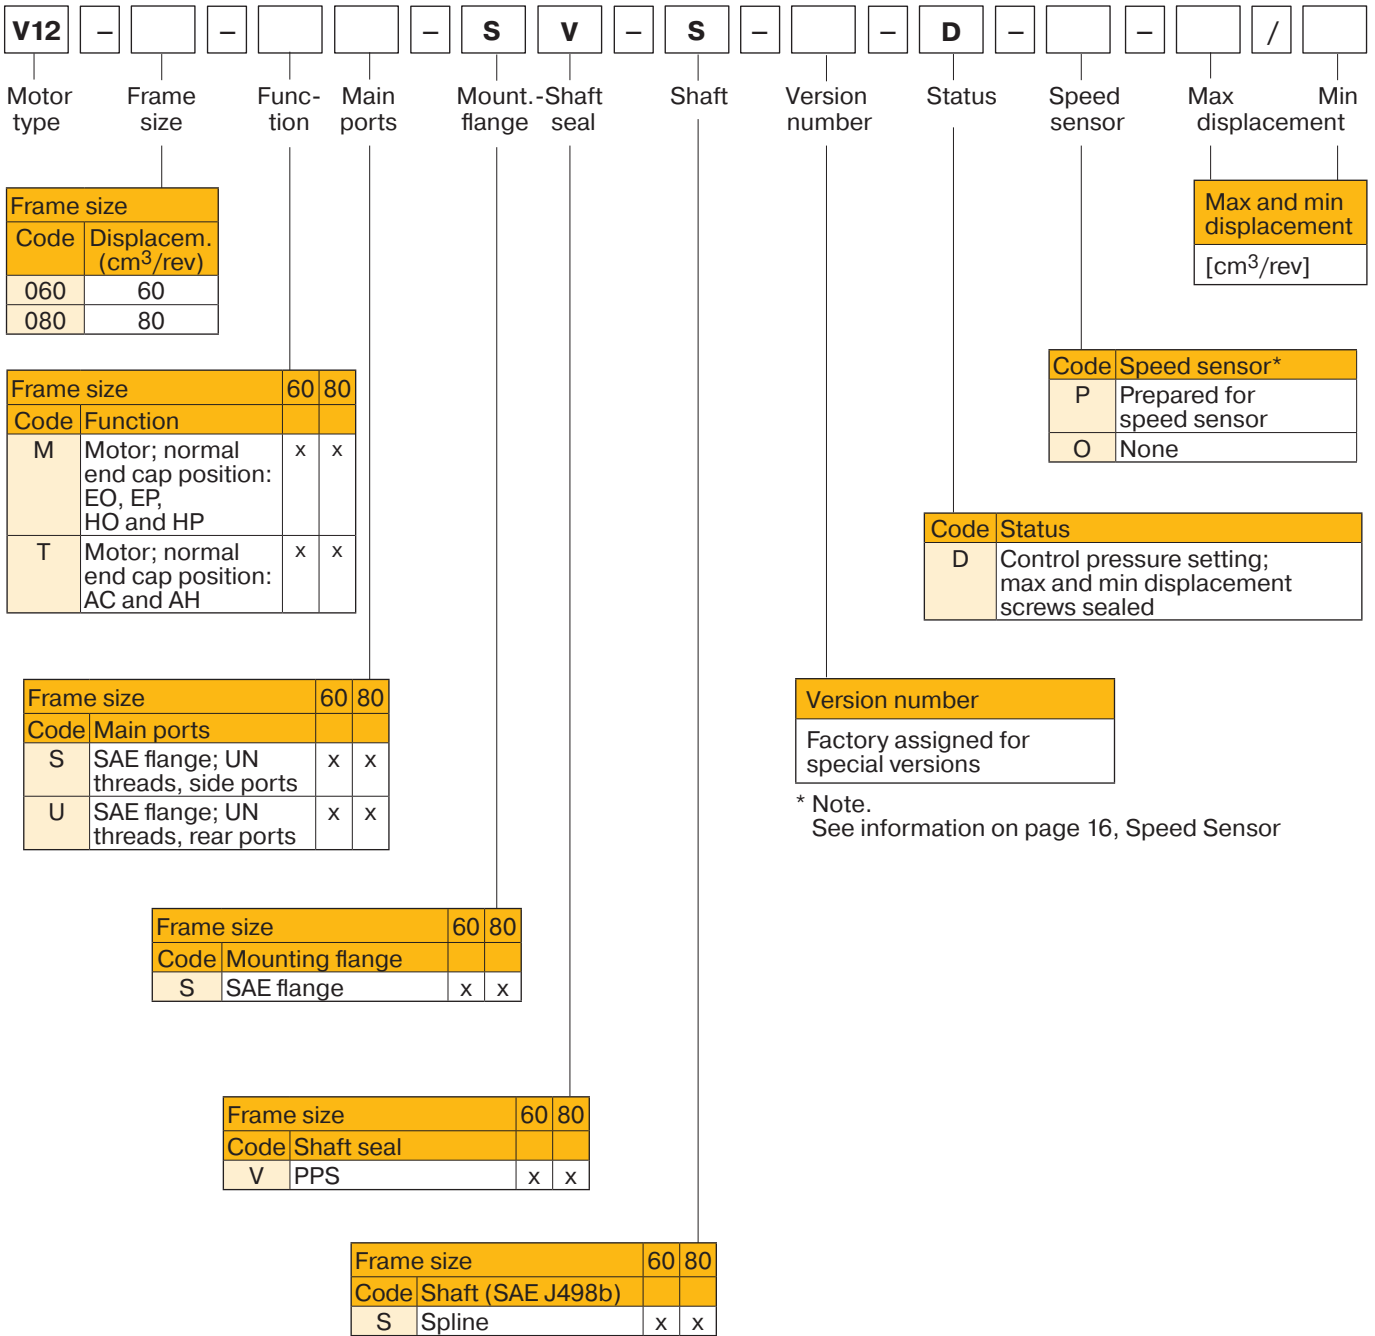 V12 – – – S V – S – – D – – /
Motor type
Frame size
Func- tion
Main ports
Mount.- flange
Shaft seal
Shaft
Version number
Status
Speed sensor
Max Min
displacement
Frame size
Code Displacem.
(cm3/rev)
060 60
080 80
Max and min
displacement
[cm3/rev]
Code Speed sensor*
P Prepared for
speed sensor
O None
Frame size 60 80
Code Function
M Motor; normal x x
end cap position:
EO, EP,
HO and HP
T Motor; normal x x
end cap position:
AC and AH
Code Status
D Control pressure setting;
max and min displacement
screws sealed
Frame size 60 80
Code Main ports
S SAE flange; UN x x
threads, side ports
U SAE flange; UN x x
threads, rear ports
Version number
Factory assigned for
special versions
* Note.
See information on page 16, Speed Sensor
Frame size 60 80
Code Mounting flange
S SAE flange x x
Frame size 60 80
Code Shaft seal
V PPS x x
Frame size 60 80
Code Shaft (SAE J498b)
S Spline x x